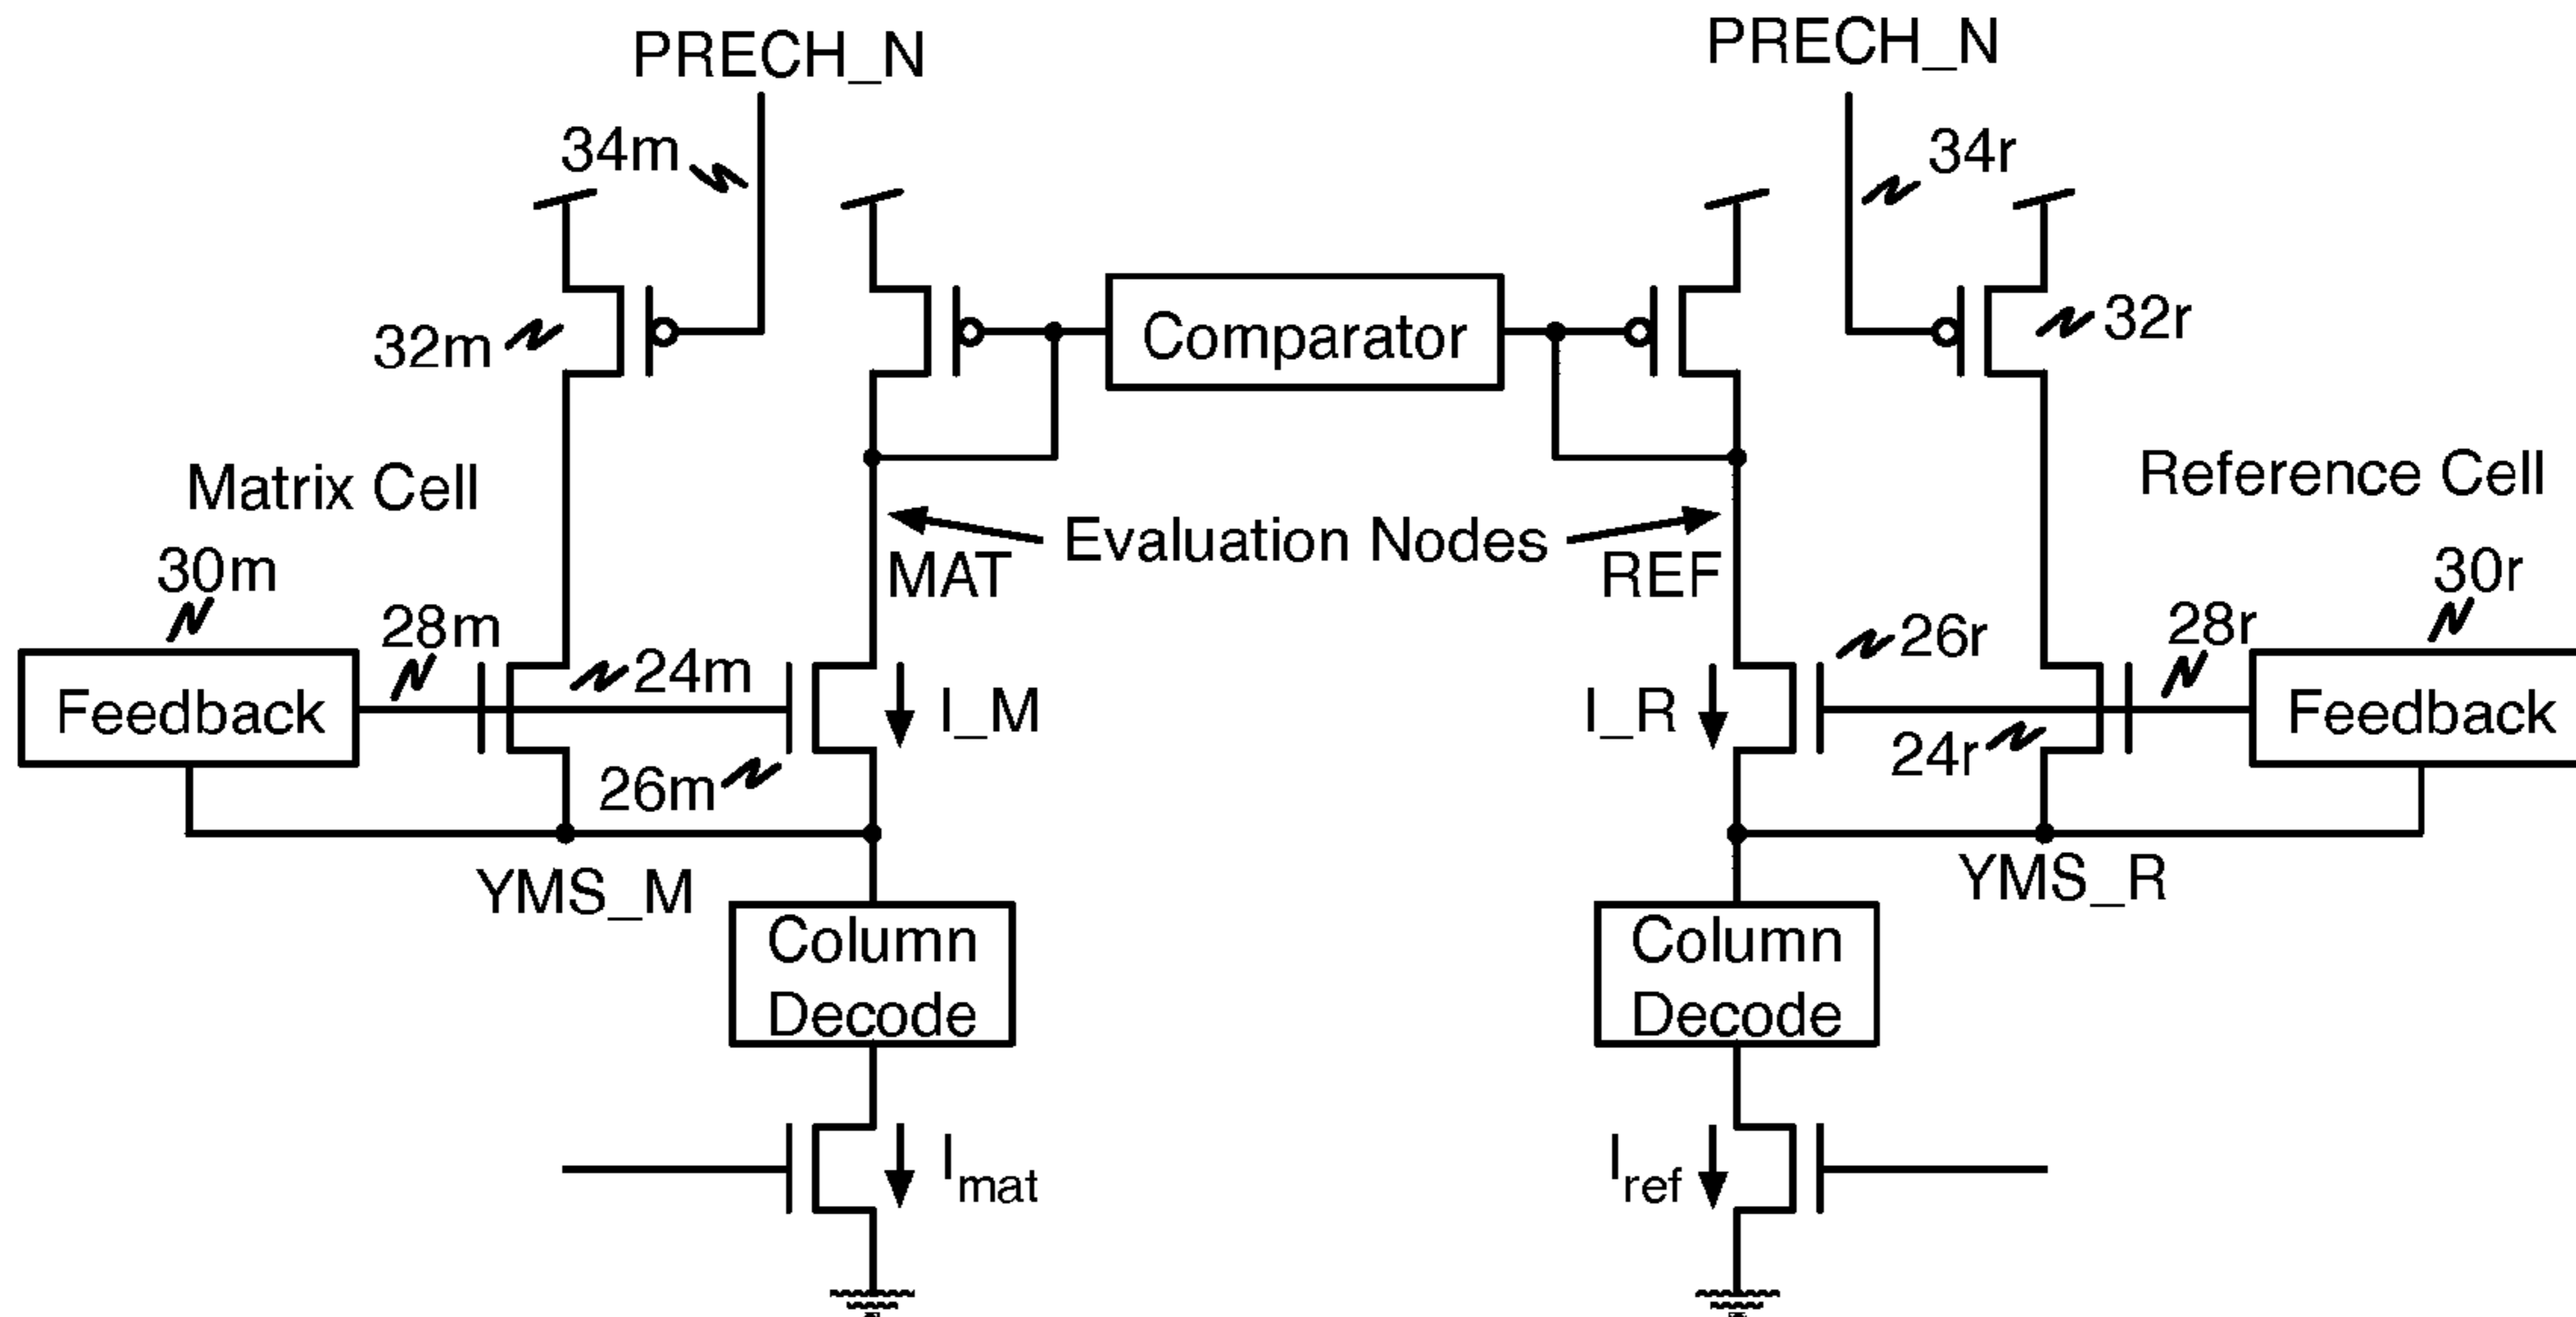 PRECH_N
PRECH_N
34m
34r
32m
Comparator
32r
Matrix Cell
Reference Cell
Evaluation Nodes
MAT
REF
30m
30r
28m
28r
26r
24m
Feedback
I_M
I_R
Feedback
24r
26m
YMS_M
YMS_R
Column
Decode
Column
Decode
Imat
Iref